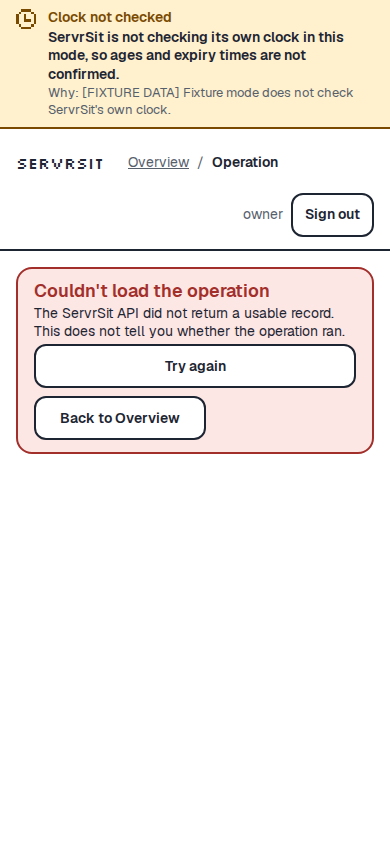 Clock not checked
ServrSit is not checking its own clock in this
mode, so ages and expiry times are not
confirmed.
Why: [FIXTURE DATA] Fixture mode does not check
ServrSit's own clock.
SERVRSIT Overview / Operation
owner Sign out
Couldn't load the operation
The ServrSit API did not return a usable record.
This does not tell you whether the operation ran.
Try again
Back to Overview